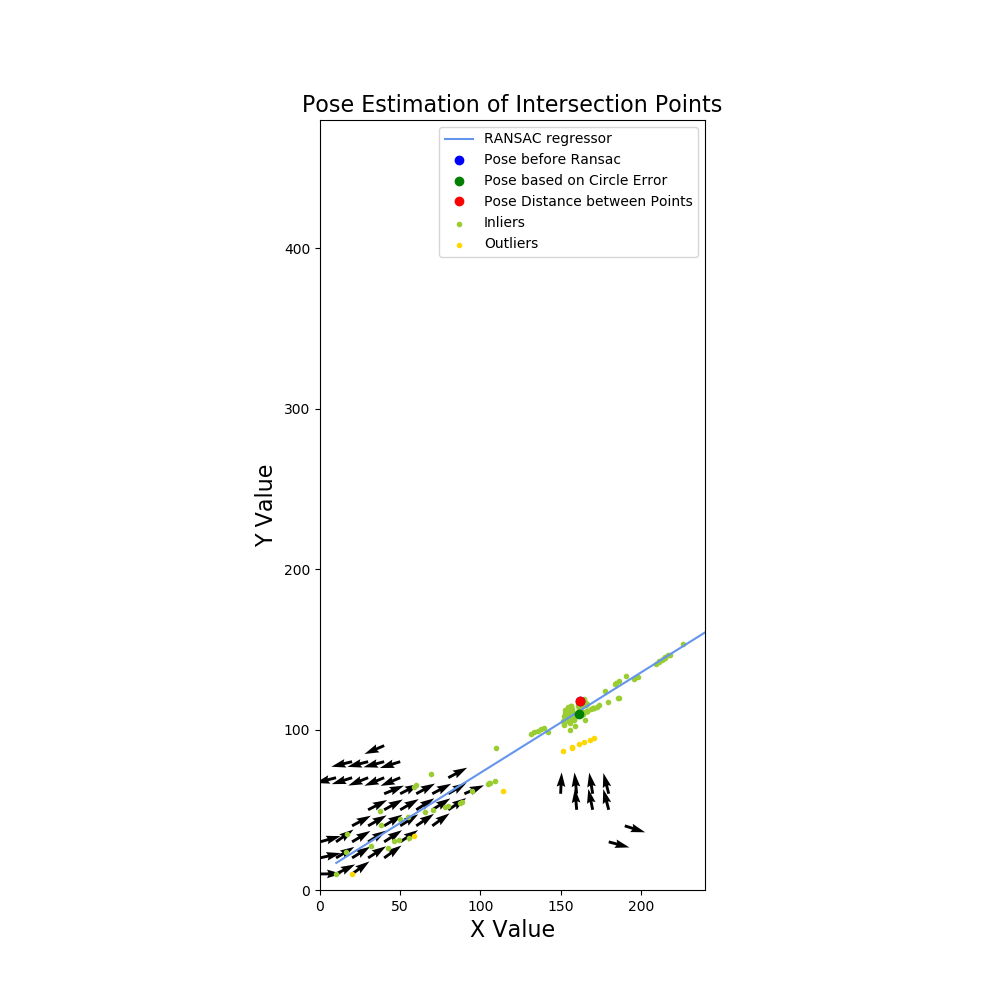 Pose Estimation of Intersection Points
RANSAC regressor
Pose before Ransac
Pose based on Circle Error
Pose Distance between Points
Inliers
Outliers
400
300
200
100
0
Y Value
0 50 100 150 200
X Value